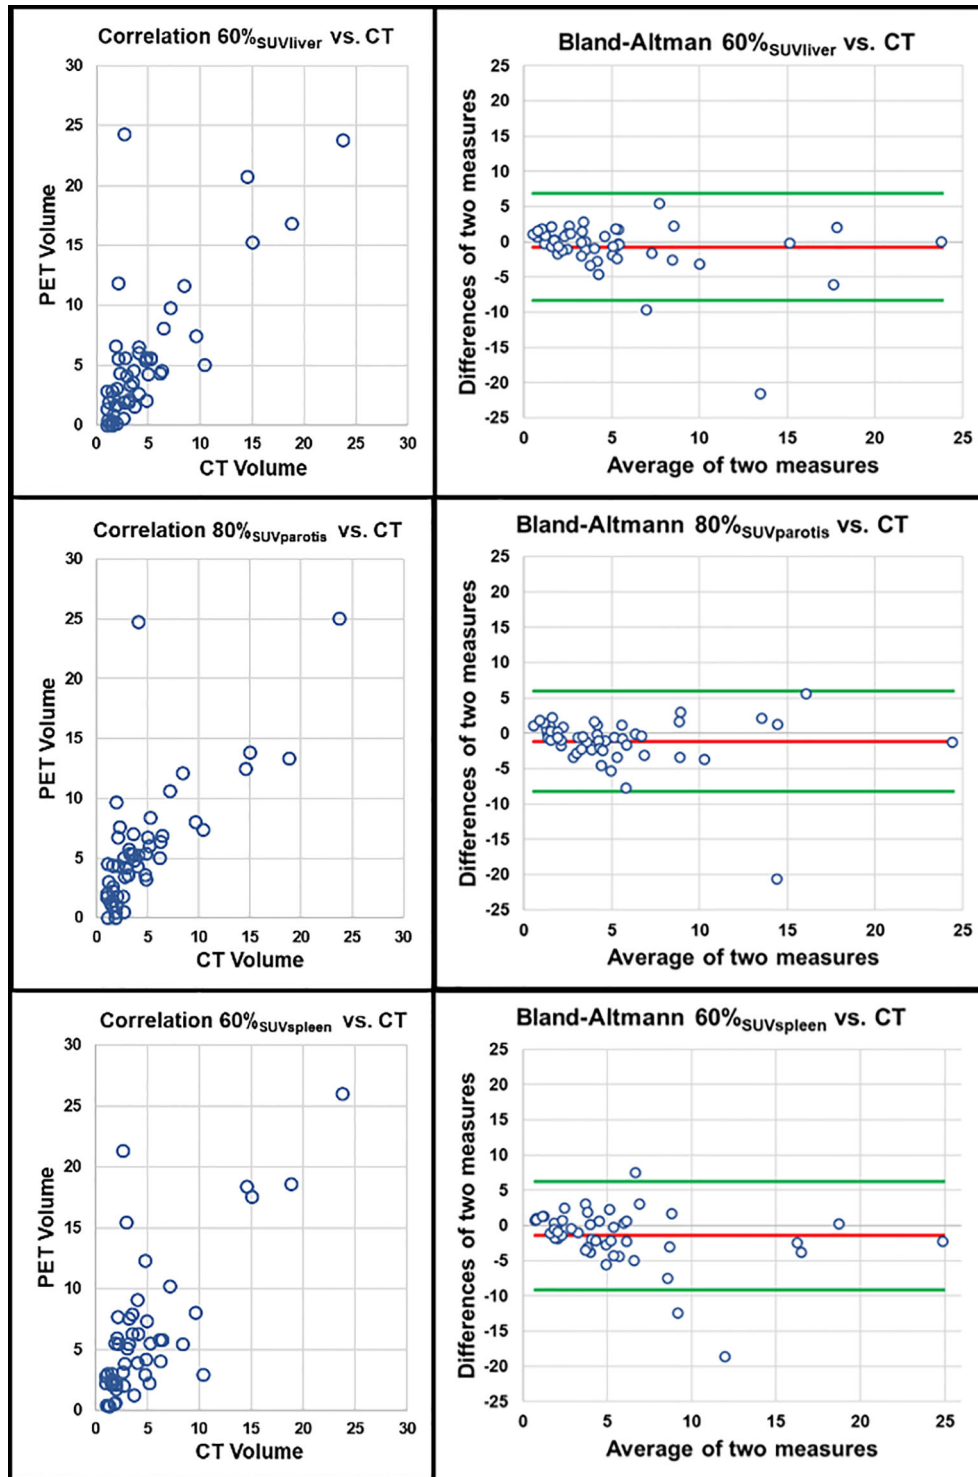 Correlation 60%SUVliver vs. CT
30
25
20
15
10
5
0
0 5 10 15 20 25 30
PET Volume
CT Volume
Bland-Altman 60%SUVliver vs. CT
25
20
15
10
5
0
-5
-10
-15
-20
-25
0 5 10 15 20 25
Differences of two measures
Average of two measures
Correlation 80%SUVparotis vs. CT
30
25
20
15
10
5
0
0 5 10 15 20 25 30
PET Volume
CT Volume
Bland-Altmann 80%SUVparotis vs. CT
25
20
15
10
5
0
-5
-10
-15
-20
-25
0 5 10 15 20 25
Differences of two measures
Average of two measures
Correlation 60%SUVspleen vs. CT
30
25
20
15
10
5
0
0 5 10 15 20 25 30
PET Volume
CT Volume
Bland-Altmann 60%SUVspleen vs. CT
25
20
15
10
5
0
-5
-10
-15
-20
-25
0 5 10 15 20 25
Differences of two measures
Average of two measures